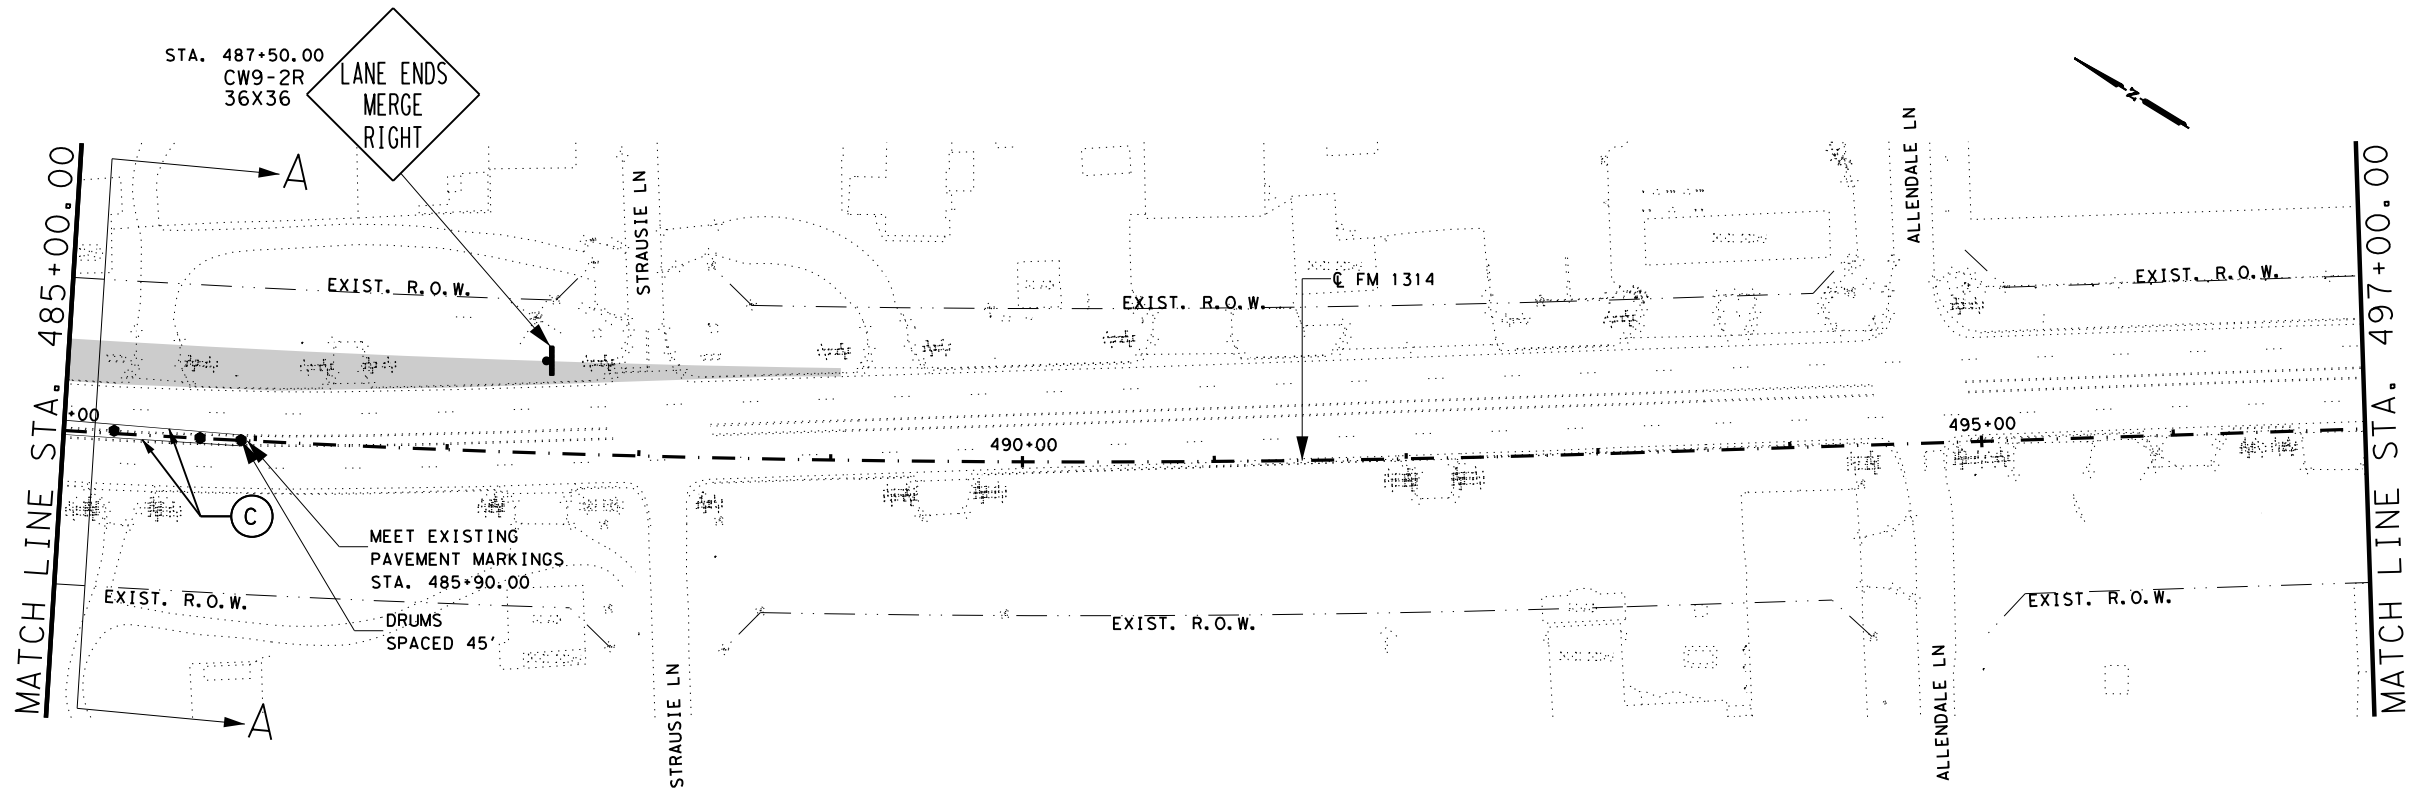 STA. 487+50.00
CW9-2R
36X36
LANE ENDS
MERGE
RIGHT
N
MATCH LINE STA. 485+00.00
A
STRAUSIE LN
ALLENDALE LN
MATCH LINE STA. 497+00.00
EXIST. R.O.W.
EXIST. R.O.W.
℄ FM 1314
EXIST. R.O.W.
+00
490+00
495+00
C
MEET EXISTING
PAVEMENT MARKINGS
STA. 485+90.00
DRUMS
SPACED 45'
EXIST. R.O.W.
EXIST. R.O.W.
EXIST. R.O.W.
A
STRAUSIE LN
ALLENDALE LN